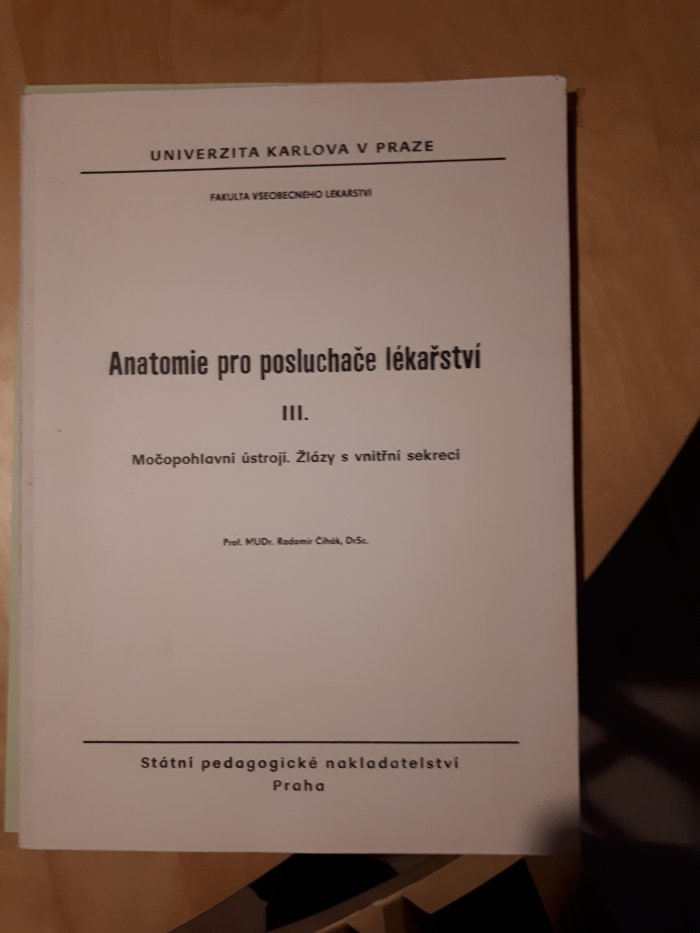 UNIVERZITA KARLOVA V PRAZE
FAKULTA VŠEOBECNÉHO LÉKAŘSTVÍ
Anatomie pro posluchače lékařství
III.
Močopohlavní ústrojí. Žlázy s vnitřní sekrecí
Prof. MUDr. Radomír Čihák, DrSc.
Státní pedagogické nakladatelství
Praha